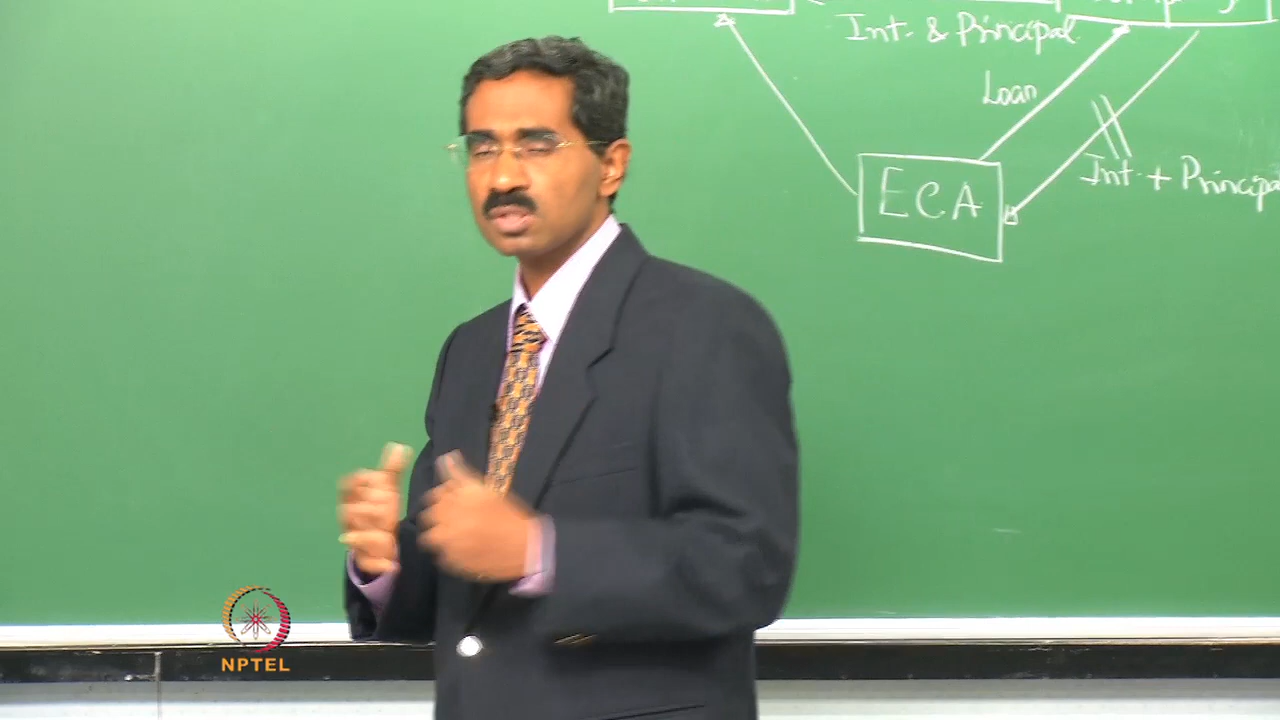 Int. & Principal
Loan
Int. + Principal
ECA
NPTEL